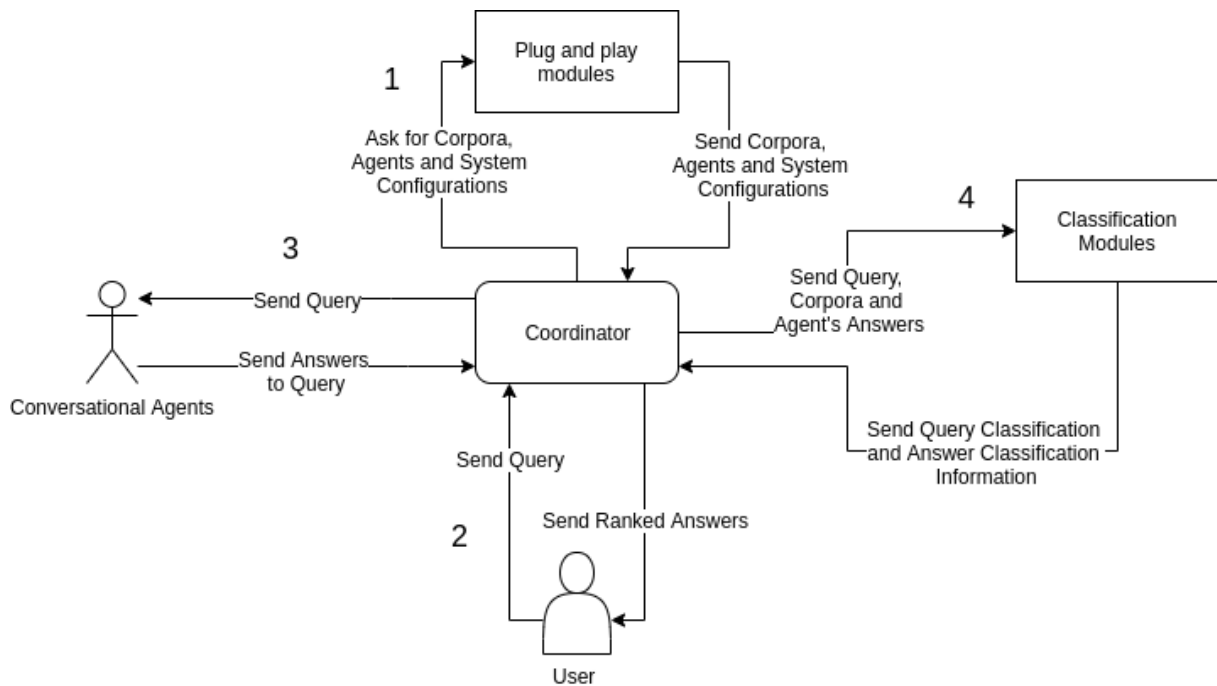 Plug and play
modules
1
Ask for Corpora,
Agents and System
Configurations
Send Corpora,
Agents and System
Configurations
4
Classification
Modules
3
Send Query
Send Query,
Corpora and
Agent's Answers
Coordinator
Send Answers
to Query
Conversational Agents
Send Query Classification
and Answer Classification
Information
Send Query
2
Send Ranked Answers
User